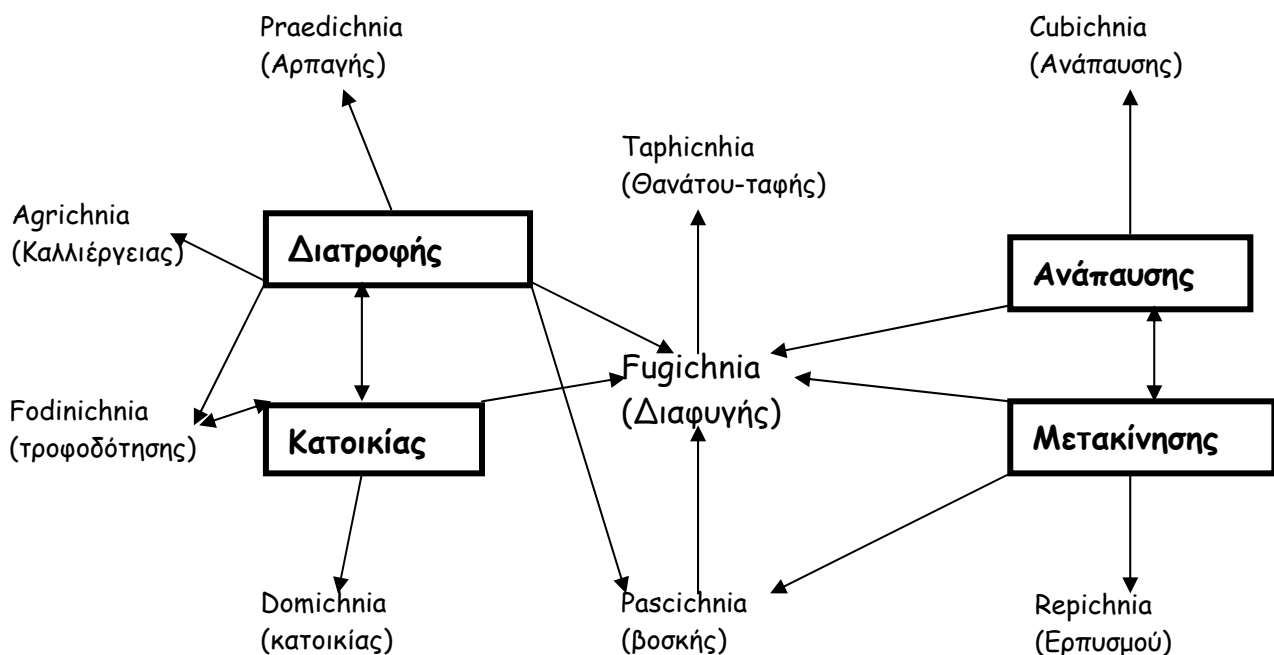 Praedichnia
(Αρπαγής)
Cubichnia
(Ανάπαυσης)
Taphicnhia
(Θανάτου-ταφής)
Agrichnia
(Καλλιέργειας)
Διατροφής
Ανάπαυσης
Fugichnia
(Διαφυγής)
Fodinichnia
(τροφοδότησης)
Κατοικίας
Μετακίνησης
Domichnia
(κατοικίας)
Pascichnia
(βοσκής)
Repichnia
(Ερπυσμού)